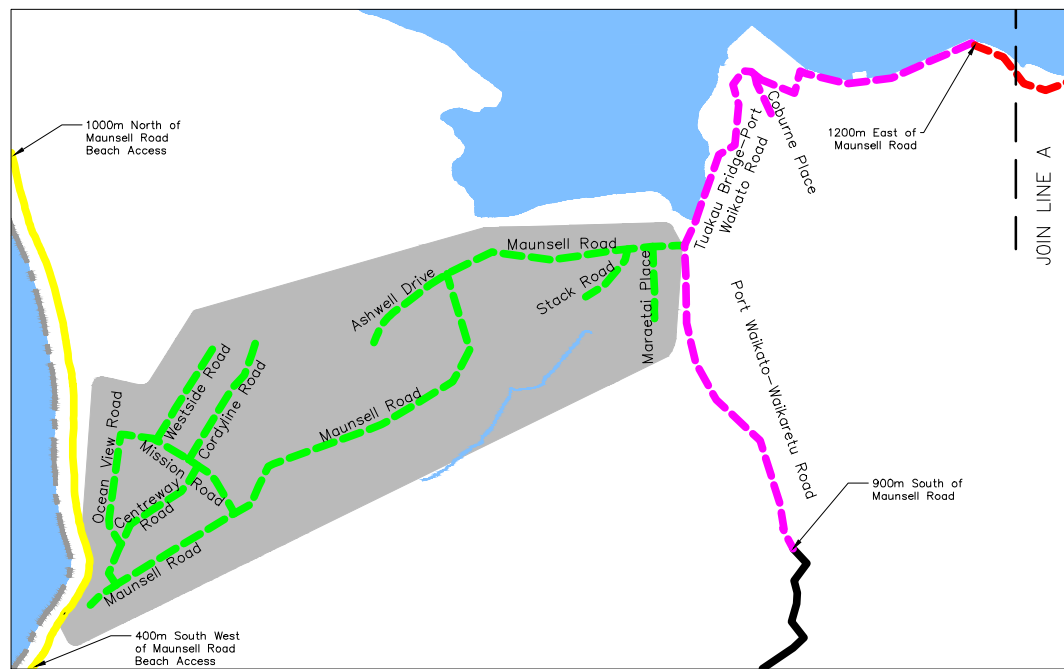 1000m North of
Maunsell Road
Beach Access
Coburne Place
1200m East of
Maunsell Road
JOIN LINE A
Tuakau Bridge-Port
Waikato Road
Maunsell Road
Ashwell Drive
Stack Road
Maraetai Place
Port Waikato-Waikaretu Road
Westside Road
Cordyline Road
Ocean View Road
Mission Road
Centreway
Road
Maunsell Road
Maunsell Road
900m South of
Maunsell Road
400m South West
of Maunsell Road
Beach Access